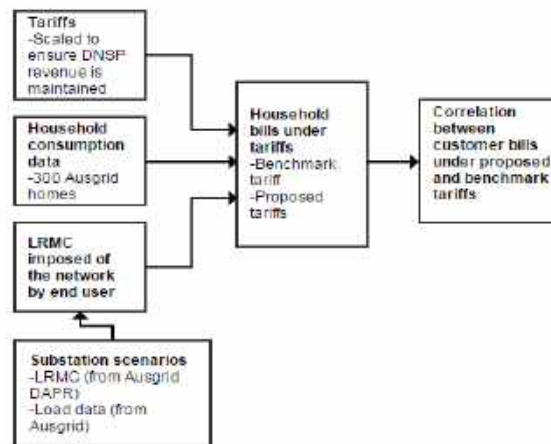 Tariffs
-Scaled to
ensure DNSP
revenue is
maintained
Household
consumption
data
-300 Ausgrid
homes
LRMC
imposed of
the network
by end user
Substation scenarios
-LRMC (from Ausgrid
DAPR)
-Load data (from
Ausgrid)
Household
bills under
tariffs
-Benchmark
tariff
-Proposed
tariffs
Correlation
between
customer bills
under proposed
and benchmark
tariffs